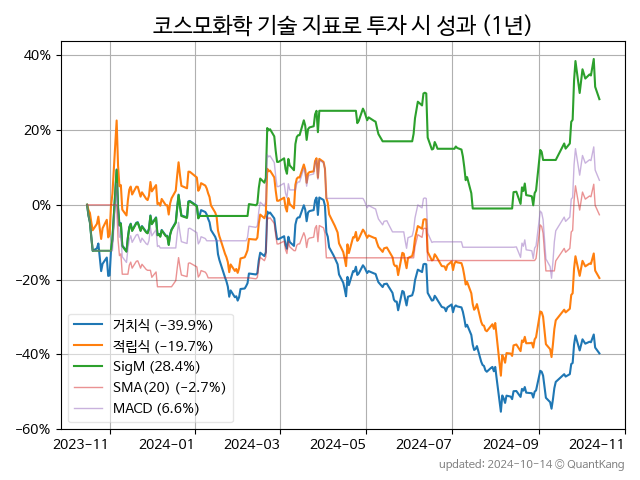 코스모화학 기술 지표로 투자 시 성과 (1년)
40%
20%
0%
−20%
−40%
−60%
거치식 (−39.9%)
적립식 (−19.7%)
SigM (28.4%)
SMA(20) (−2.7%)
MACD (6.6%)
2023-11 2024-01 2024-03 2024-05 2024-07 2024-09 2024-11
updated: 2024-10-14 ⓒ QuantKang